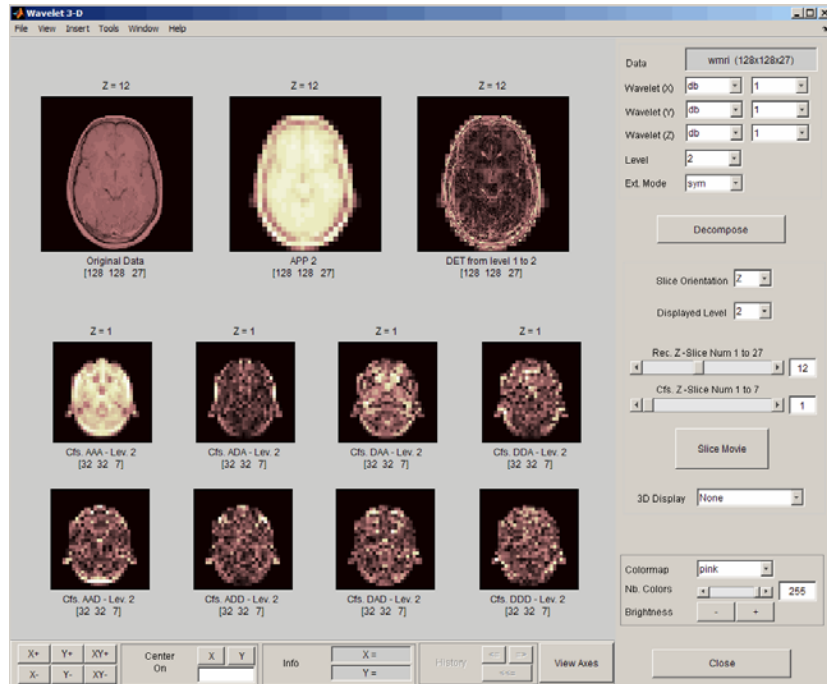 Wavelet 3-D
File View Insert Tools Window Help
Z = 12 Z = 12 Z = 12
Original Data APP 2 DET from level 1 to 2
[128 128 27] [128 128 27] [128 128 27]
Z = 1 Z = 1 Z = 1 Z = 1
Cfs. AAA - Lev. 2 Cfs. ADA - Lev. 2 Cfs. DAA - Lev. 2 Cfs. DDA - Lev. 2
[32 32 7] [32 32 7] [32 32 7] [32 32 7]
Cfs. AAD - Lev. 2 Cfs. ADD - Lev. 2 Cfs. DAD - Lev. 2 Cfs. DDD - Lev. 2
[32 32 7] [32 32 7] [32 32 7] [32 32 7]
Data wmri (128x128x27)
Wavelet (X) db 1
Wavelet (Y) db 1
Wavelet (Z) db 1
Level 2
Ext. Mode sym
Decompose
Slice Orientation Z
Displayed Level 2
Rec. Z-Slice Num 1 to 27
12
Cfs. Z-Slice Num 1 to 7
1
Slice Movie
3D Display None
Colormap pink
Nb. Colors 255
Brightness - +
X+ Y+ XY+
X- Y- XY-
Center On X Y
Info X =
Y =
History <= =>
<<=
View Axes
Close